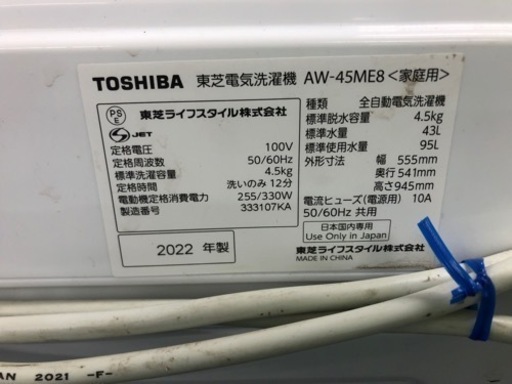 TOSHIBA 東芝電気洗濯機 AW-45ME8<家庭用>
PS
E
JET
東芝ライフスタイル株式会社
定格電圧 100V
定格周波数 50/60Hz
標準洗濯容量 4.5kg
定格時間 洗いのみ 12分
電動機定格消費電力 255/330W
製造番号 333107KA
2022 年製
種類 全自動電気洗濯機
標準脱水容量 4.5kg
標準水量 43L
標準使用水量 95L
外形寸法 幅 555mm
奥行 541mm
高さ 945mm
電流ヒューズ(電源用) 10A
50/60Hz 共用
日本国内専用
Use Only in Japan
東芝ライフスタイル株式会社
MADE IN CHINA
AN 2021 -F-